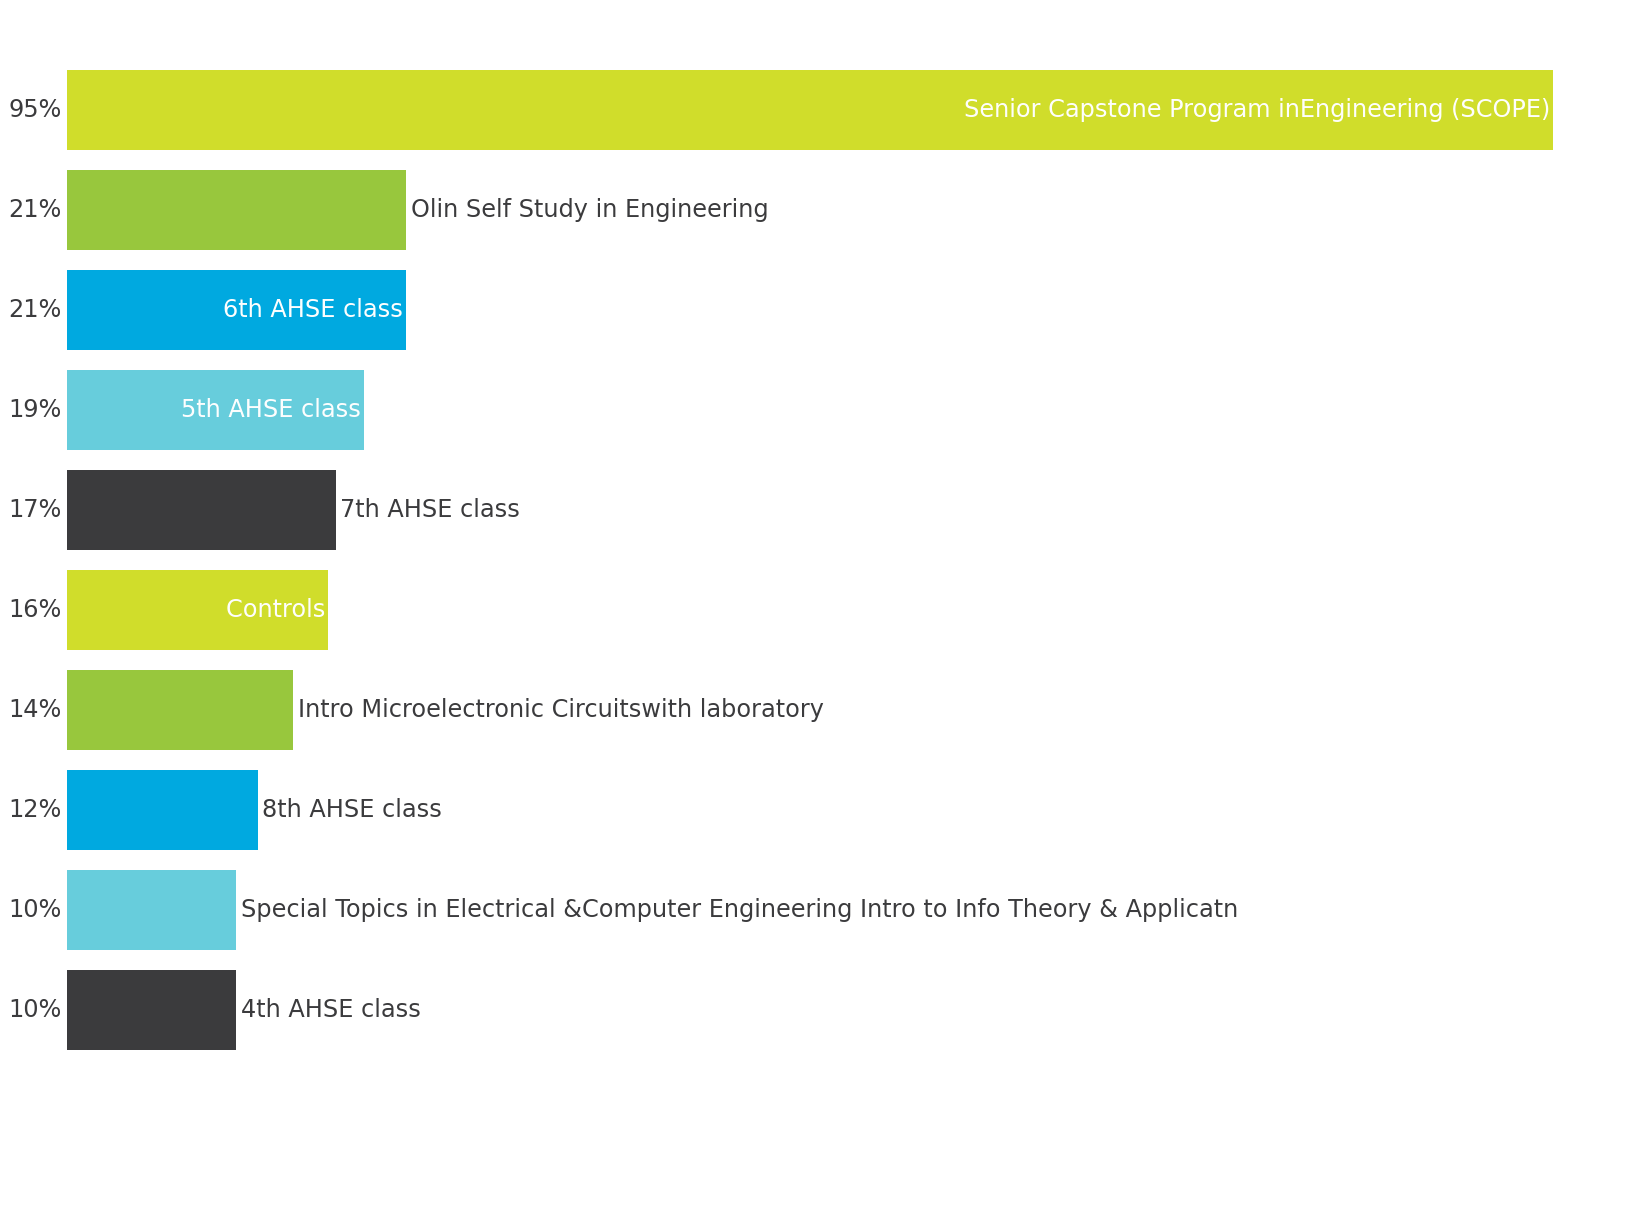 95% Senior Capstone Program inEngineering (SCOPE)
21% Olin Self Study in Engineering
21% 6th AHSE class
19% 5th AHSE class
17% 7th AHSE class
16% Controls
14% Intro Microelectronic Circuitswith laboratory
12% 8th AHSE class
10% Special Topics in Electrical &Computer Engineering Intro to Info Theory & Applicatn
10% 4th AHSE class